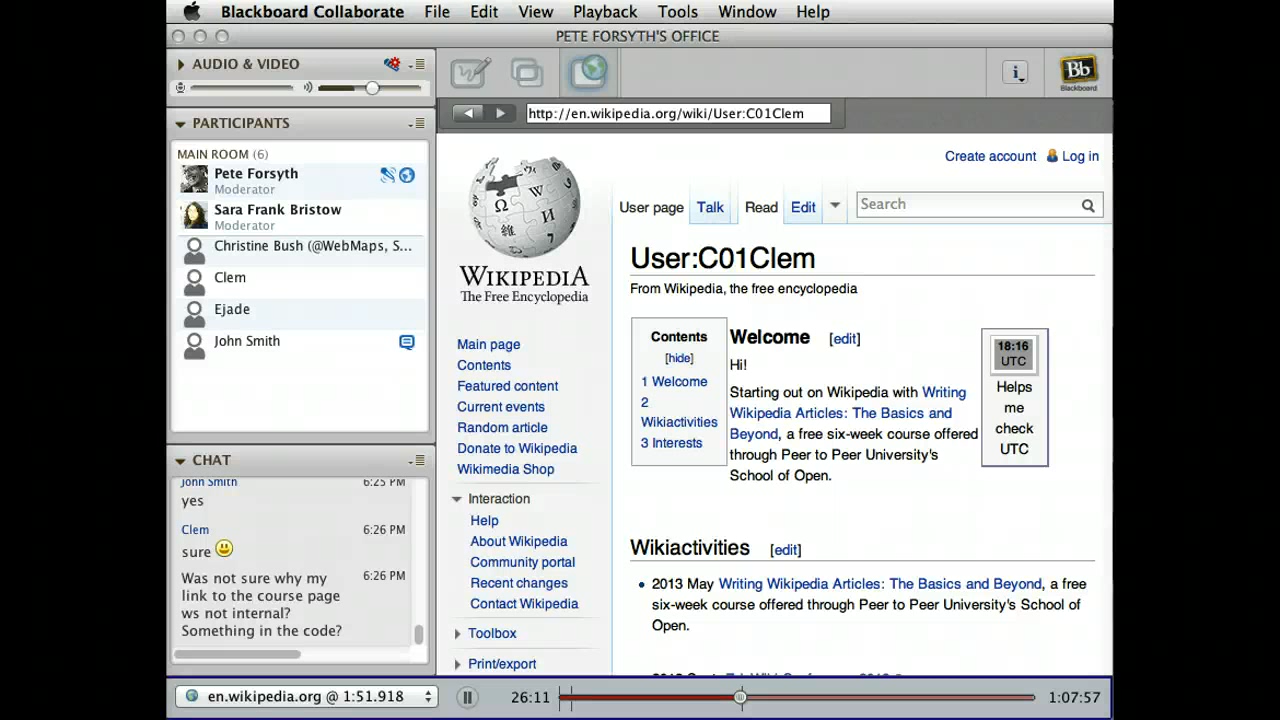 Blackboard Collaborate File Edit View Playback Tools Window Help
PETE FORSYTH'S OFFICE
AUDIO & VIDEO
PARTICIPANTS
MAIN ROOM (6)
Pete Forsyth
Moderator
Sara Frank Bristow
Moderator
Christine Bush (@WebMaps, S...
Clem
Ejade
John Smith
CHAT
John Smith 6:25 PM
yes
Clem 6:26 PM
sure
Was not sure why my 6:26 PM
link to the course page
ws not internal?
Something in the code?
en.wikipedia.org @ 1:51.918
26:11
1:07:57
i
Bb
Blackboard
http://en.wikipedia.org/wiki/User:C01Clem
WIKIPEDIA
The Free Encyclopedia
Main page
Contents
Featured content
Current events
Random article
Donate to Wikipedia
Wikimedia Shop
Interaction
Help
About Wikipedia
Community portal
Recent changes
Contact Wikipedia
Toolbox
Print/export
Create account Log in
User page Talk Read Edit Search
User:C01Clem
From Wikipedia, the free encyclopedia
Contents
[hide]
1 Welcome
2
Wikiactivities
3 Interests
Welcome [edit]
Hi!
Starting out on Wikipedia with Writing
Wikipedia Articles: The Basics and
Beyond, a free six-week course offered
through Peer to Peer University's
School of Open.
18:16
UTC
Helps
me
check
UTC
Wikiactivities [edit]
2013 May Writing Wikipedia Articles: The Basics and Beyond, a free
six-week course offered through Peer to Peer University's School of
Open.